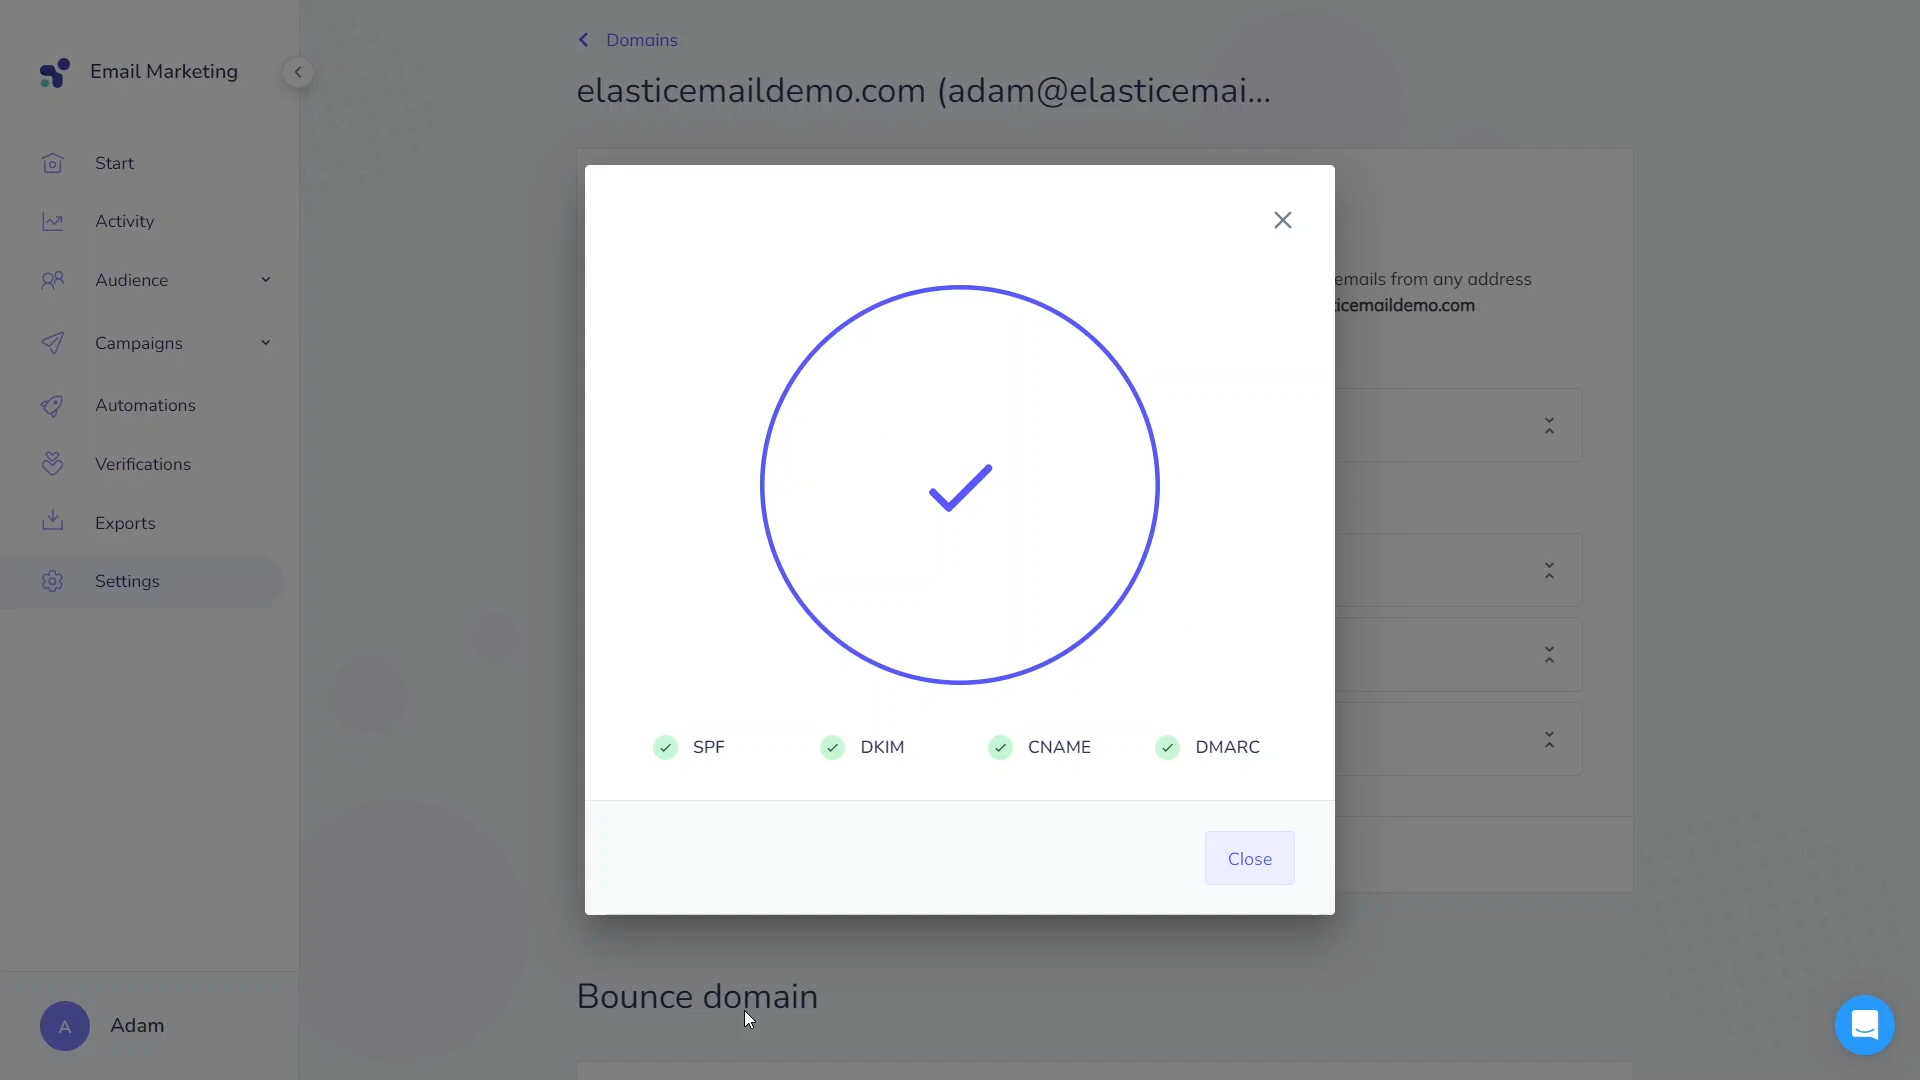 Email Marketing
Start
Activity
Audience
Campaigns
Automations
Verifications
Exports
Settings
A
Adam
Domains
elasticemaildemo.com (adam@elasticemai...
emails from any address
ticemaildemo.com
SPF
DKIM
CNAME
DMARC
Close
Bounce domain